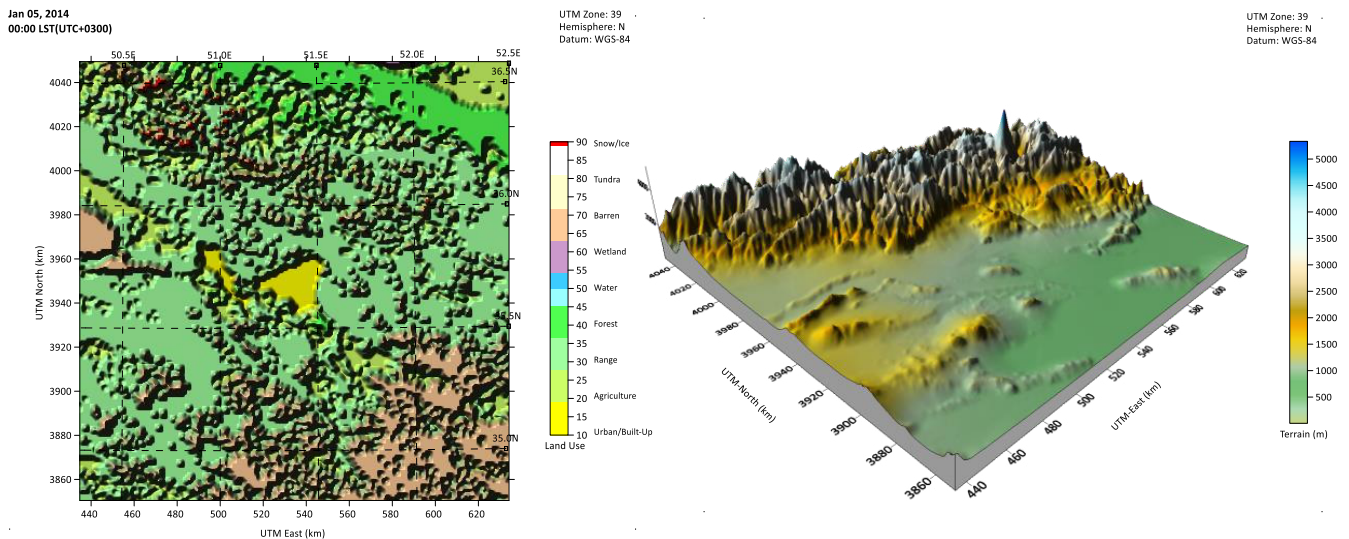 Jan 05, 2014
00:00 LST(UTC+0300)
UTM Zone: 39
Hemisphere: N
Datum: WGS-84
50.5E 51.0E 51.5E 52.0E 52.5E
36.5N
4040
4020
4000
36.0N
3980
3960
3940
3920
3900
3880
35.0N
3860
UTM North (km)
440 460 480 500 520 540 560 580 600 620
UTM East (km)
90 Snow/Ice
85
80 Tundra
75
70 Barren
65
60 Wetland
55
50 Water
45
40 Forest
35
30 Range
25
20 Agriculture
15
10 Urban/Built-Up
Land Use
UTM Zone: 39
Hemisphere: N
Datum: WGS-84
4040
4020
4000
3980
3960
3940
3920
3900
3880
3860
UTM-North (km)
440
460
480
500
520
540
560
580
600
620
UTM-East (km)
5000
4500
4000
3500
3000
2500
2000
1500
1000
500
Terrain (m)